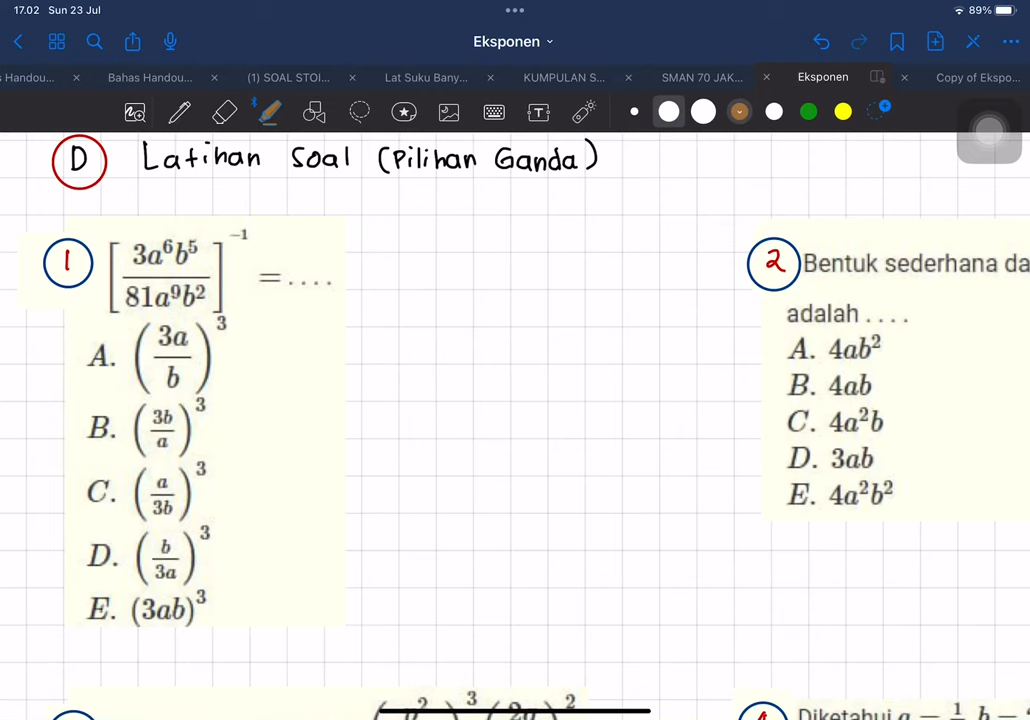 17.02 Sun 23 Jul
89%
Eksponen
s Handou...
Bahas Handou...
(1) SOAL STOI...
Lat Suku Bany...
KUMPULAN S...
SMAN 70 JAK...
Eksponen
Copy of Ekspo...
D Latihan Soal (Pilihan Ganda)
1 [3a⁶b⁵ / 81a⁹b²]⁻¹ = ....
A. (3a/b)³
B. (3b/a)³
C. (a/3b)³
D. (b/3a)³
E. (3ab)³
2 Bentuk sederhana da
adalah ....
A. 4ab²
B. 4ab
C. 4a²b
D. 3ab
E. 4a²b²